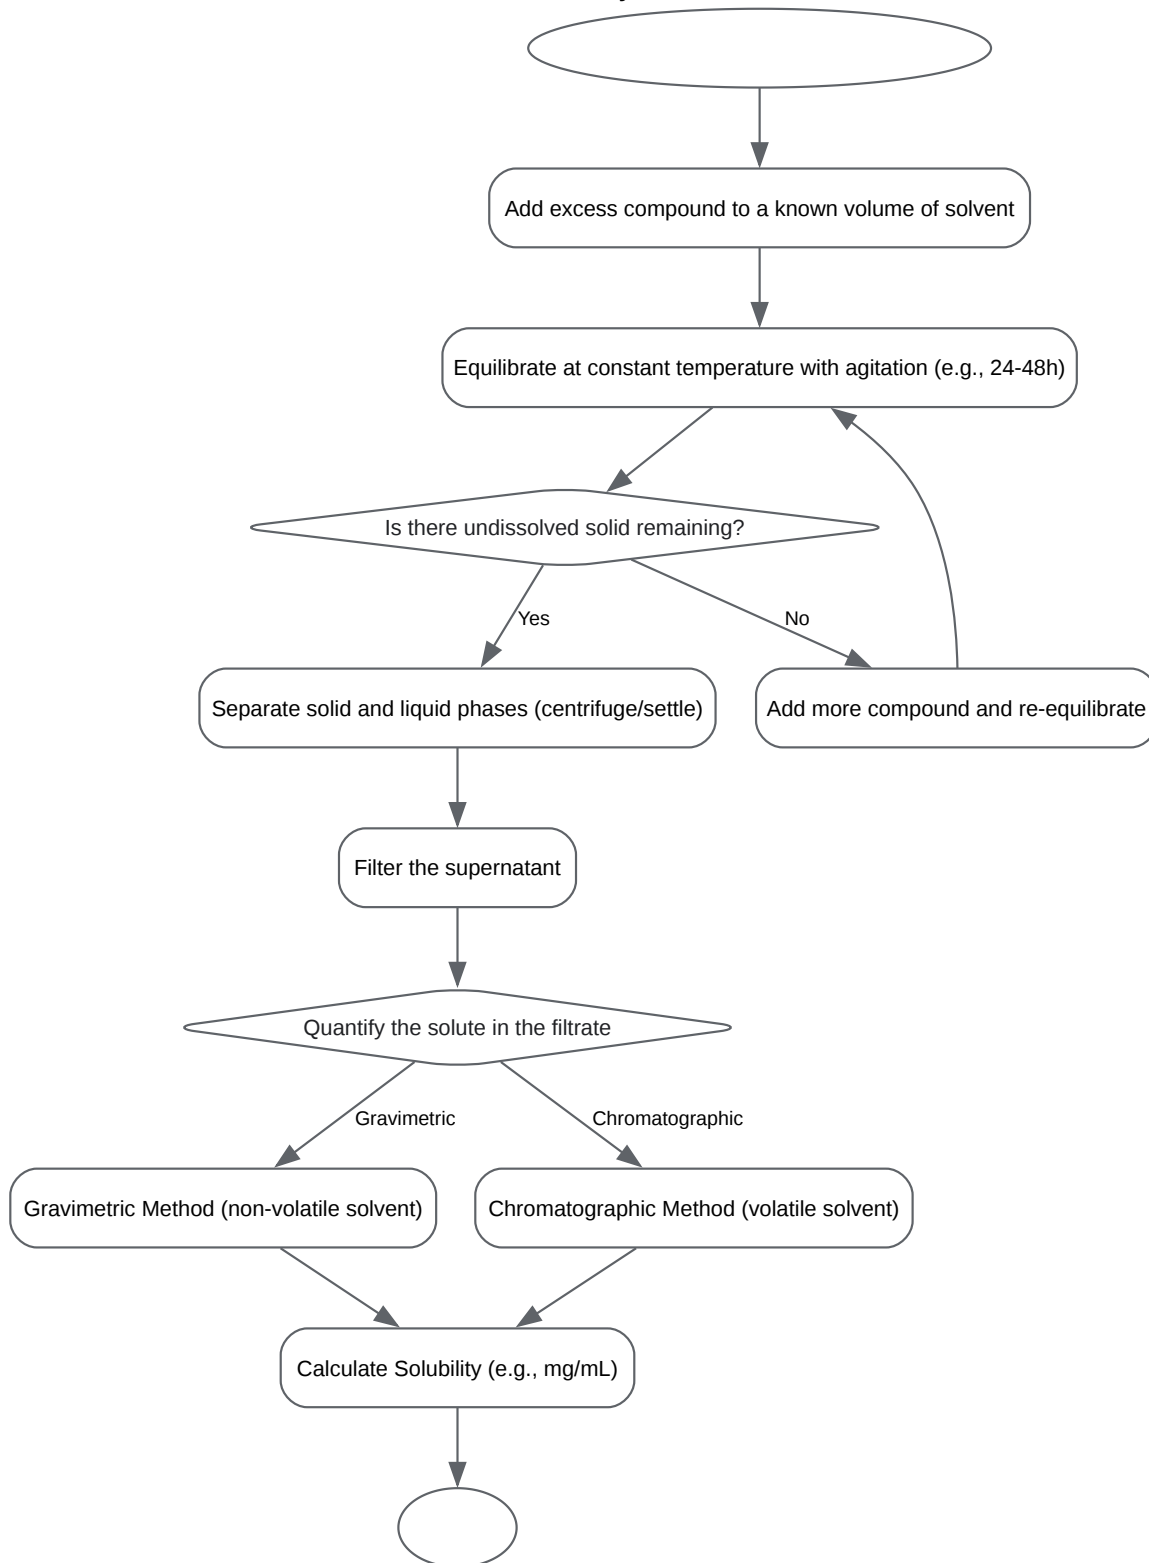 Add excess compound to a known volume of solvent
Equilibrate at constant temperature with agitation (e.g., 24-48h)
Is there undissolved solid remaining?
Yes
No
Separate solid and liquid phases (centrifuge/settle)
Add more compound and re-equilibrate
Filter the supernatant
Quantify the solute in the filtrate
Gravimetric
Chromatographic
Gravimetric Method (non-volatile solvent)
Chromatographic Method (volatile solvent)
Calculate Solubility (e.g., mg/mL)